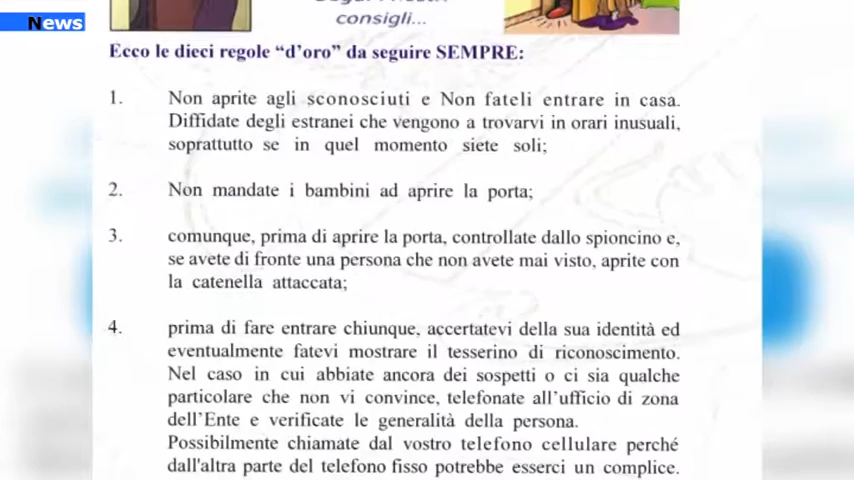 News
consigli...
Ecco le dieci regole “d’oro” da seguire SEMPRE:
1. Non aprite agli sconosciuti e Non fateli entrare in casa.
Diffidate degli estranei che vengono a trovarvi in orari inusuali,
soprattutto se in quel momento siete soli;
2. Non mandate i bambini ad aprire la porta;
3. comunque, prima di aprire la porta, controllate dallo spioncino e,
se avete di fronte una persona che non avete mai visto, aprite con
la catenella attaccata;
4. prima di fare entrare chiunque, accertatevi della sua identità ed
eventualmente fatevi mostrare il tesserino di riconoscimento.
Nel caso in cui abbiate ancora dei sospetti o ci sia qualche
particolare che non vi convince, telefonate all’ufficio di zona
dell’Ente e verificate le generalità della persona.
Possibilmente chiamate dal vostro telefono cellulare perché
dall'altra parte del telefono fisso potrebbe esserci un complice.